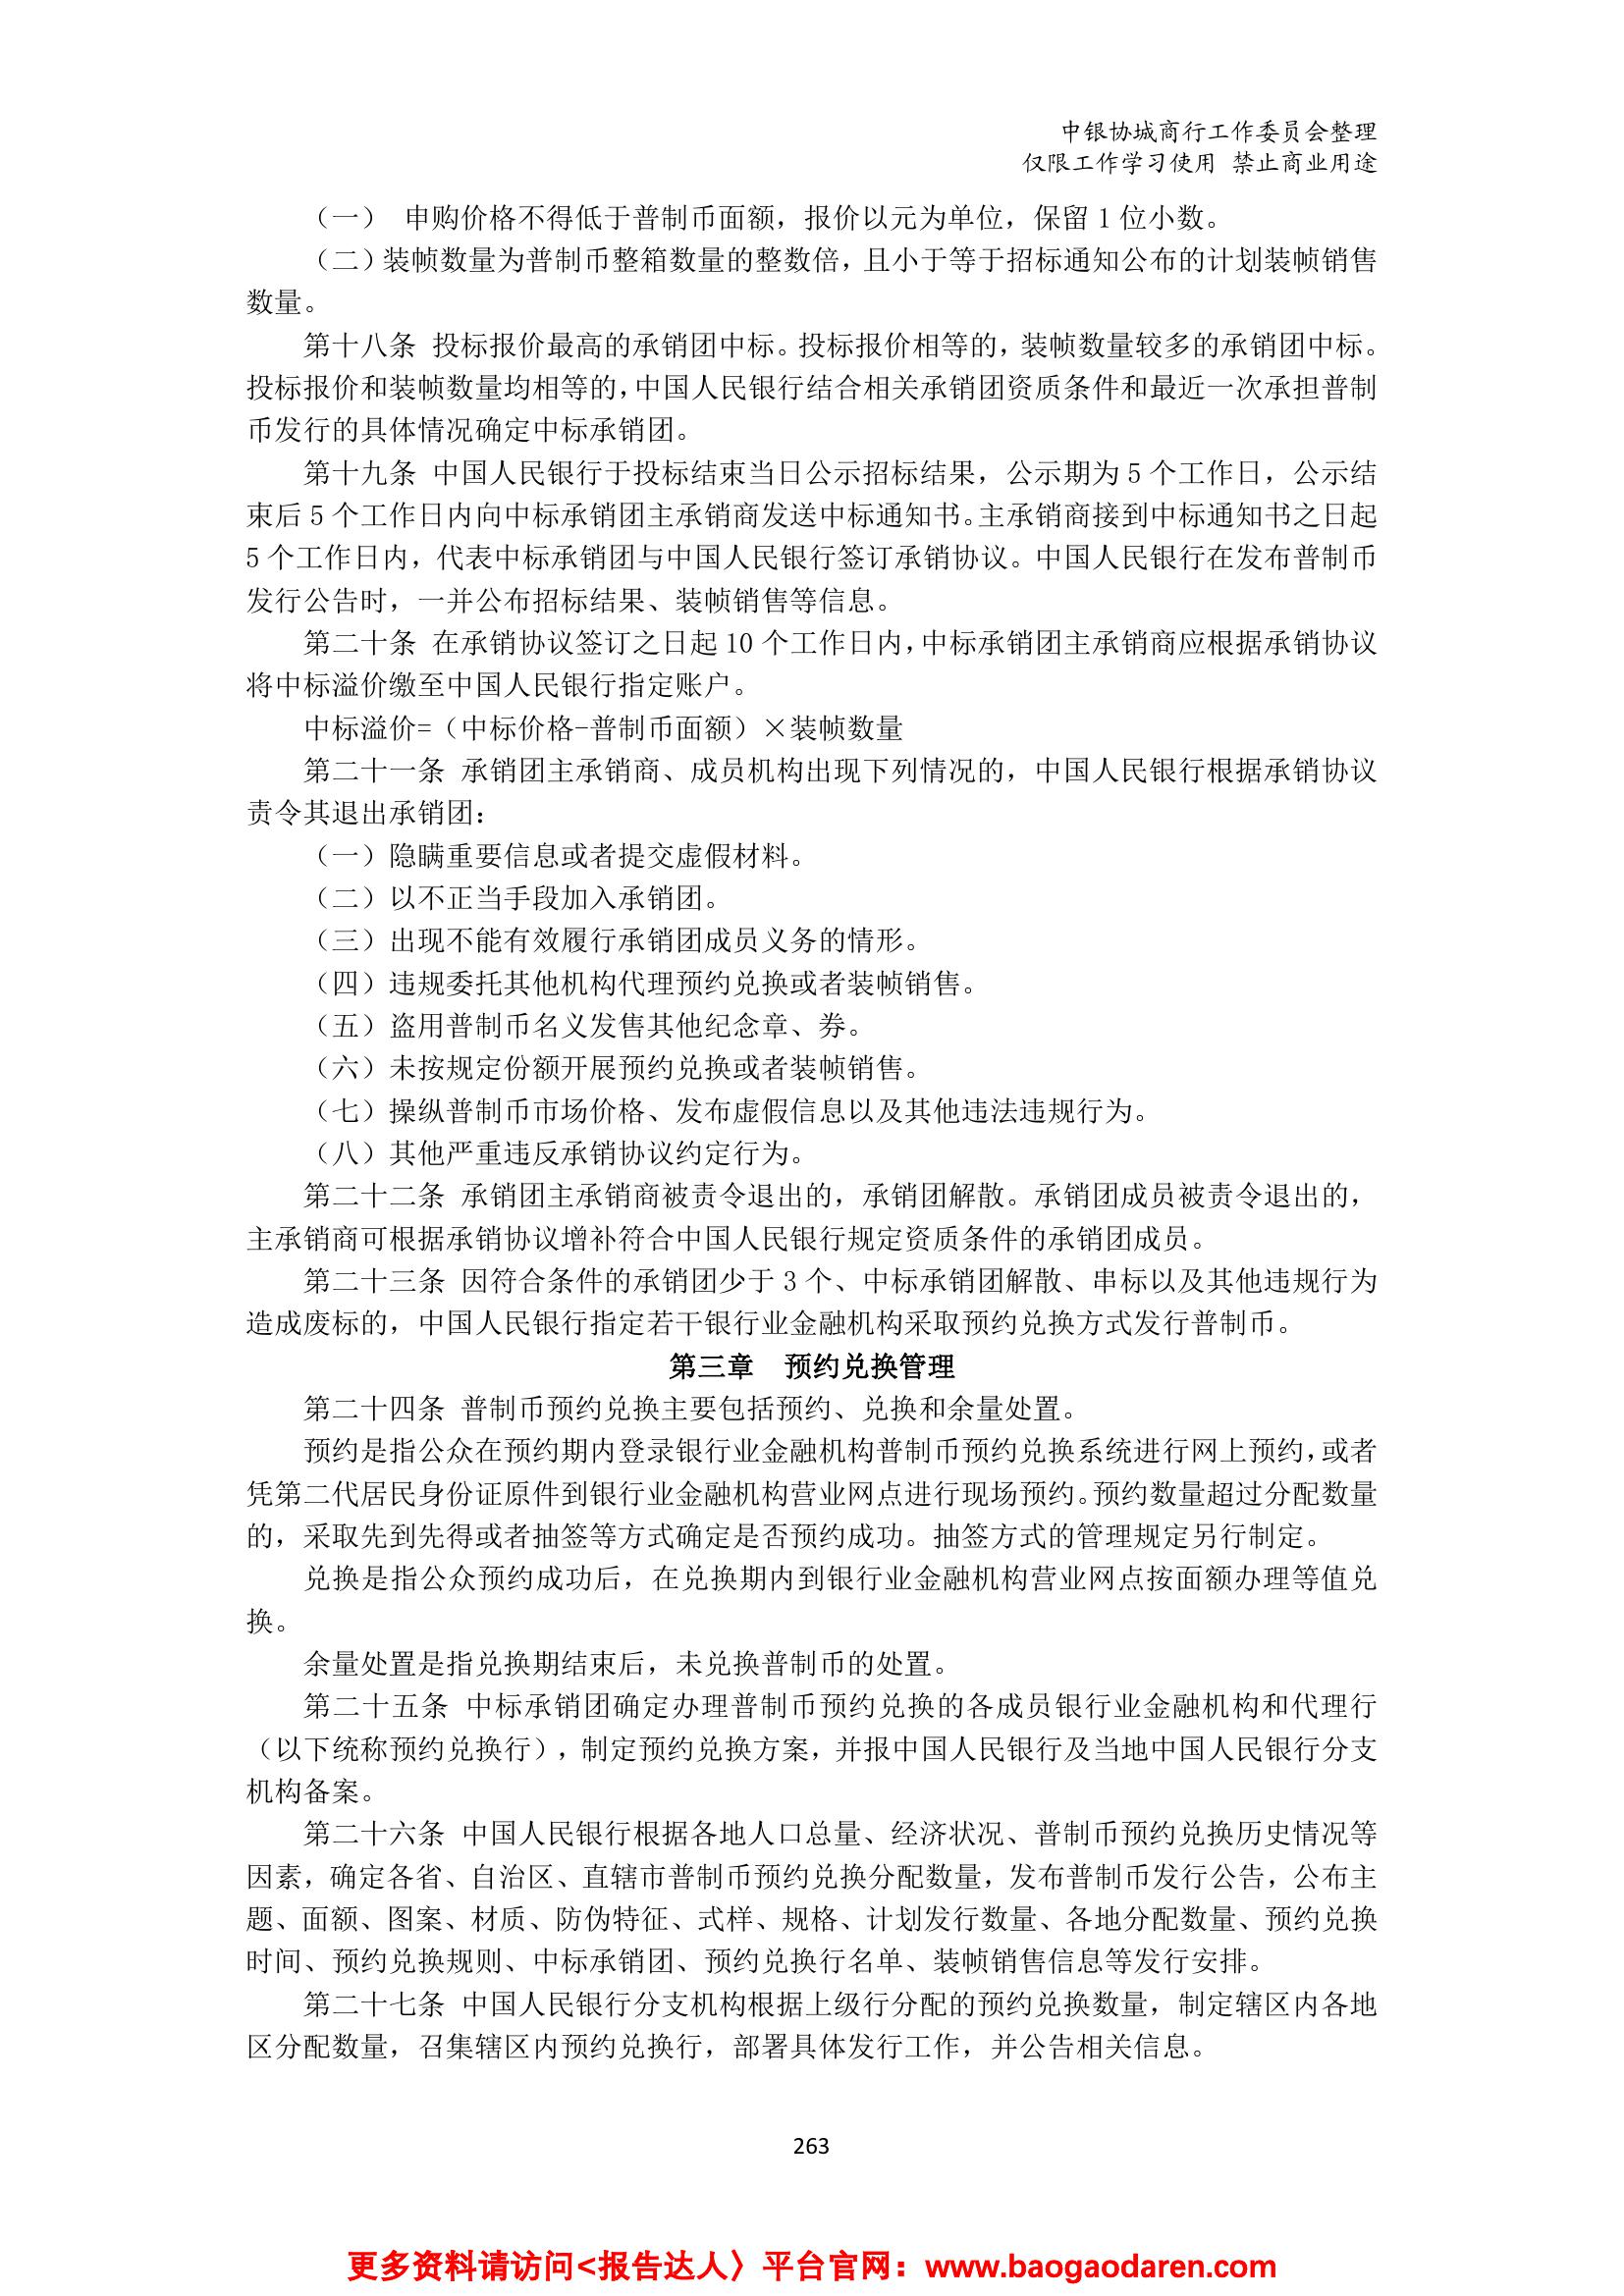 中银协城商行工作委员会整理
仅限工作学习使用 禁止商业用途
（一） 申购价格不得低于普制币面额，报价以元为单位，保留 1 位小数。
（二）装帧数量为普制币整箱数量的整数倍，且小于等于招标通知公布的计划装帧销售
数量。
第十八条 投标报价最高的承销团中标。投标报价相等的，装帧数量较多的承销团中标。
投标报价和装帧数量均相等的，中国人民银行结合相关承销团资质条件和最近一次承担普制
币发行的具体情况确定中标承销团。
第十九条 中国人民银行于投标结束当日公示招标结果，公示期为 5 个工作日，公示结
束后 5 个工作日内向中标承销团主承销商发送中标通知书。主承销商接到中标通知书之日起
5 个工作日内，代表中标承销团与中国人民银行签订承销协议。中国人民银行在发布普制币
发行公告时，一并公布招标结果、装帧销售等信息。
第二十条 在承销协议签订之日起 10 个工作日内，中标承销团主承销商应根据承销协议
将中标溢价缴至中国人民银行指定账户。
中标溢价=（中标价格-普制币面额）×装帧数量
第二十一条 承销团主承销商、成员机构出现下列情况的，中国人民银行根据承销协议
责令其退出承销团：
（一）隐瞒重要信息或者提交虚假材料。
（二）以不正当手段加入承销团。
（三）出现不能有效履行承销团成员义务的情形。
（四）违规委托其他机构代理预约兑换或者装帧销售。
（五）盗用普制币名义发售其他纪念章、券。
（六）未按规定份额开展预约兑换或者装帧销售。
（七）操纵普制币市场价格、发布虚假信息以及其他违法违规行为。
（八）其他严重违反承销协议约定行为。
第二十二条 承销团主承销商被责令退出的，承销团解散。承销团成员被责令退出的，
主承销商可根据承销协议增补符合中国人民银行规定资质条件的承销团成员。
第二十三条 因符合条件的承销团少于 3 个、中标承销团解散、串标以及其他违规行为
造成废标的，中国人民银行指定若干银行业金融机构采取预约兑换方式发行普制币。
第三章　预约兑换管理
第二十四条 普制币预约兑换主要包括预约、兑换和余量处置。
预约是指公众在预约期内登录银行业金融机构普制币预约兑换系统进行网上预约，或者
凭第二代居民身份证原件到银行业金融机构营业网点进行现场预约。预约数量超过分配数量
的，采取先到先得或者抽签等方式确定是否预约成功。抽签方式的管理规定另行制定。
兑换是指公众预约成功后，在兑换期内到银行业金融机构营业网点按面额办理等值兑
换。
余量处置是指兑换期结束后，未兑换普制币的处置。
第二十五条 中标承销团确定办理普制币预约兑换的各成员银行业金融机构和代理行
（以下统称预约兑换行），制定预约兑换方案，并报中国人民银行及当地中国人民银行分支
机构备案。
第二十六条 中国人民银行根据各地人口总量、经济状况、普制币预约兑换历史情况等
因素，确定各省、自治区、直辖市普制币预约兑换分配数量，发布普制币发行公告，公布主
题、面额、图案、材质、防伪特征、式样、规格、计划发行数量、各地分配数量、预约兑换
时间、预约兑换规则、中标承销团、预约兑换行名单、装帧销售信息等发行安排。
第二十七条 中国人民银行分支机构根据上级行分配的预约兑换数量，制定辖区内各地
区分配数量，召集辖区内预约兑换行，部署具体发行工作，并公告相关信息。
263
更多资料请访问<报告达人〉平台官网：www.baogaodaren.com